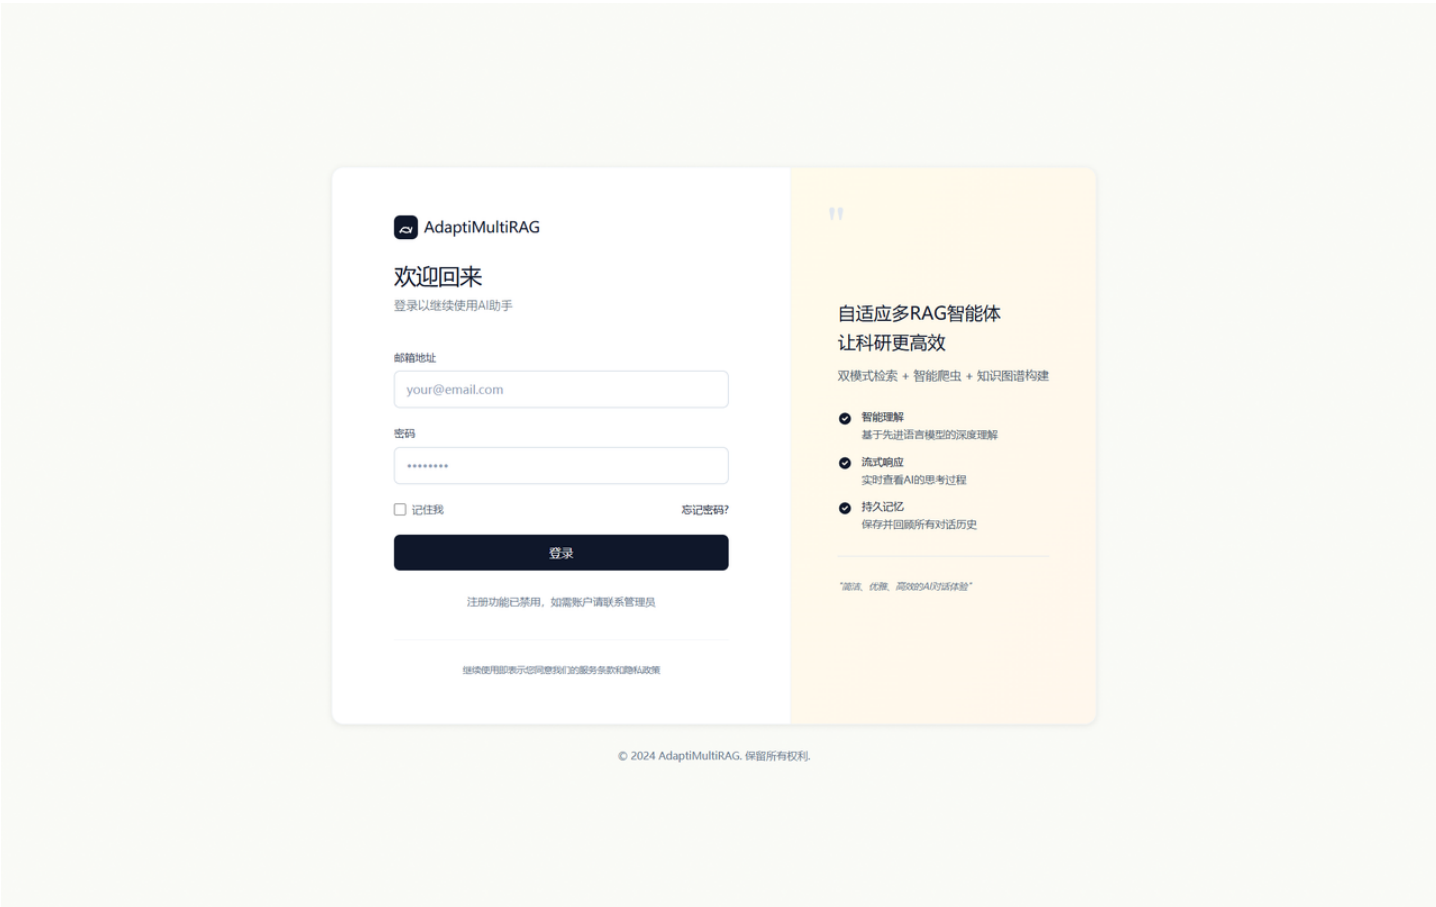 AdaptiMultiRAG
欢迎回来
登录以继续使用AI助手
邮箱地址
your@email.com
密码
••••••••
记住我
忘记密码?
登录
注册功能已禁用，如需账户请联系管理员
继续使用即表示您同意我们的服务条款和隐私政策
"
自适应多RAG智能体
让科研更高效
双模式检索 + 智能爬虫 + 知识图谱构建
智能理解
基于先进语言模型的深度理解
流式响应
实时查看AI的思考过程
持久记忆
保存并回顾所有对话历史
"简洁、优雅、高效的AI对话体验"
© 2024 AdaptiMultiRAG. 保留所有权利.